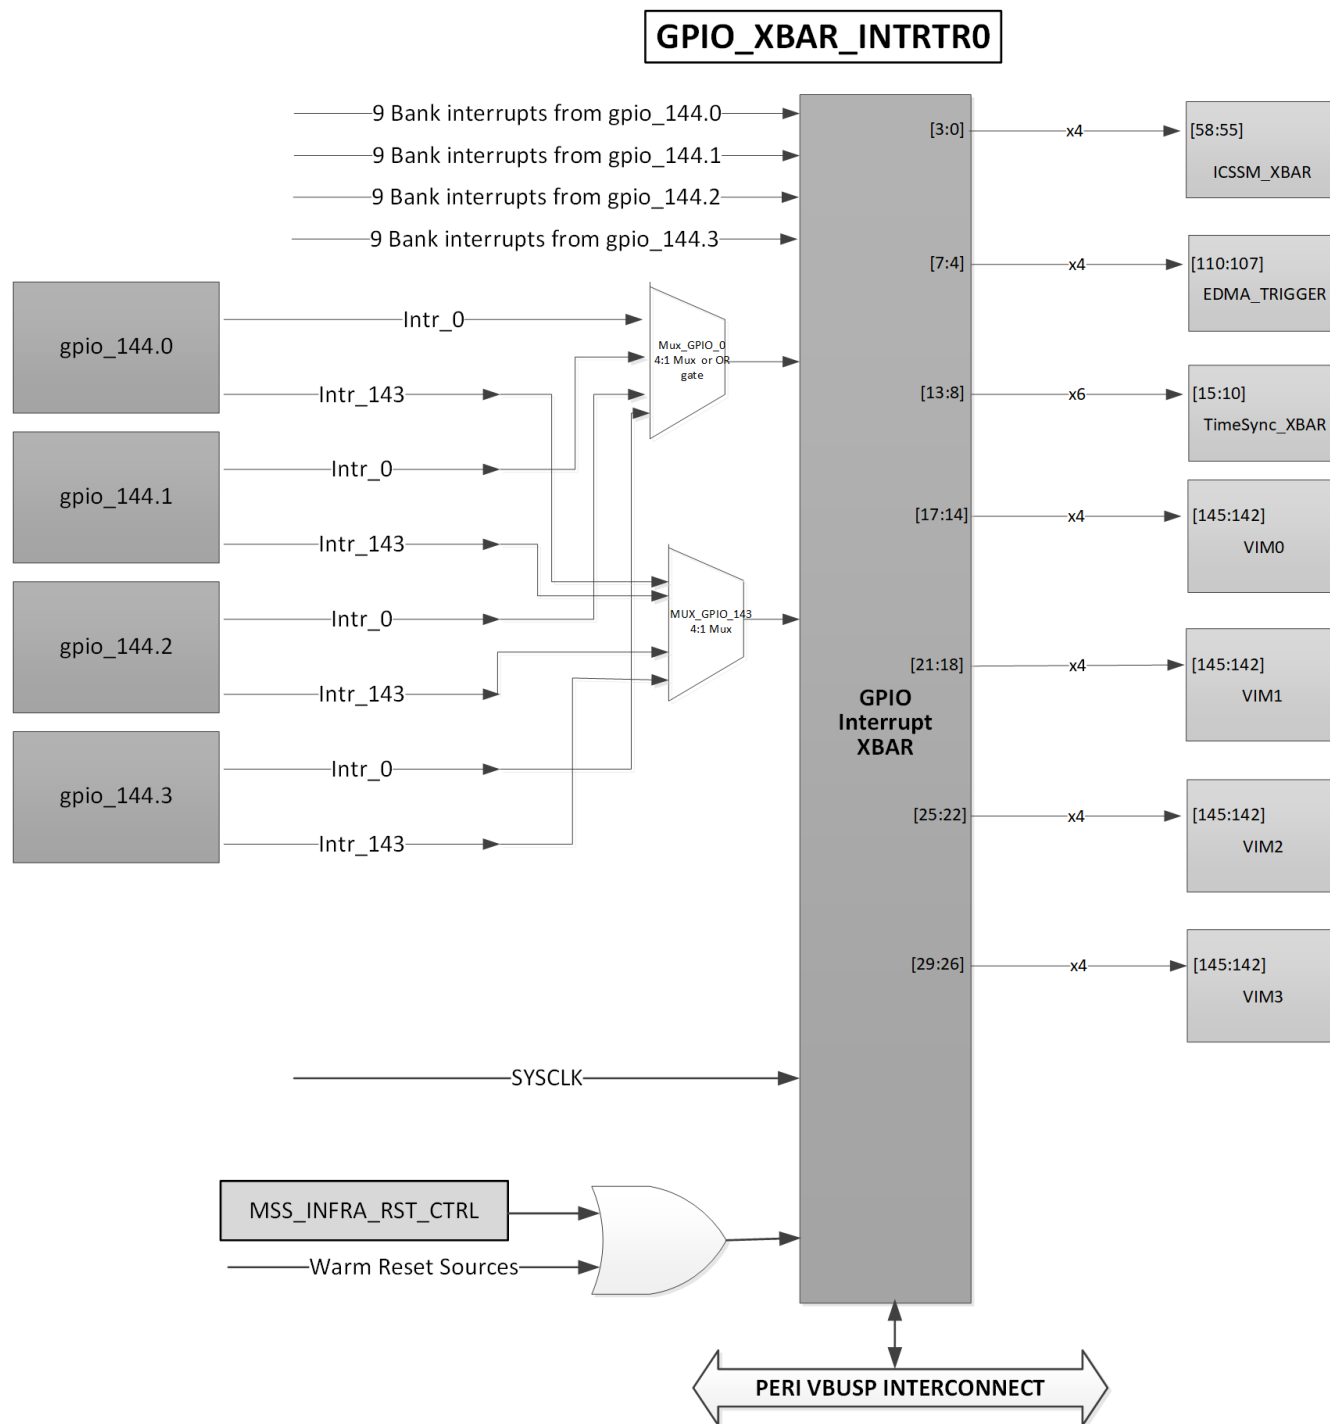 GPIO_XBAR_INTRTR0
9 Bank interrupts from gpio_144.0
9 Bank interrupts from gpio_144.1
9 Bank interrupts from gpio_144.2
9 Bank interrupts from gpio_144.3
gpio_144.0
Intr_0
Intr_143
gpio_144.1
Intr_0
Intr_143
gpio_144.2
Intr_0
Intr_143
gpio_144.3
Intr_0
Intr_143
Mux_GPIO_0
4:1 Mux or OR
gate
MUX_GPIO_143
4:1 Mux
GPIO
Interrupt
XBAR
[3:0]
x4
[58:55]
ICSSM_XBAR
[7:4]
x4
[110:107]
EDMA_TRIGGER
[13:8]
x6
[15:10]
TimeSync_XBAR
[17:14]
x4
[145:142]
VIM0
[21:18]
x4
[145:142]
VIM1
[25:22]
x4
[145:142]
VIM2
[29:26]
x4
[145:142]
VIM3
SYSCLK
MSS_INFRA_RST_CTRL
Warm Reset Sources
PERI VBUSP INTERCONNECT